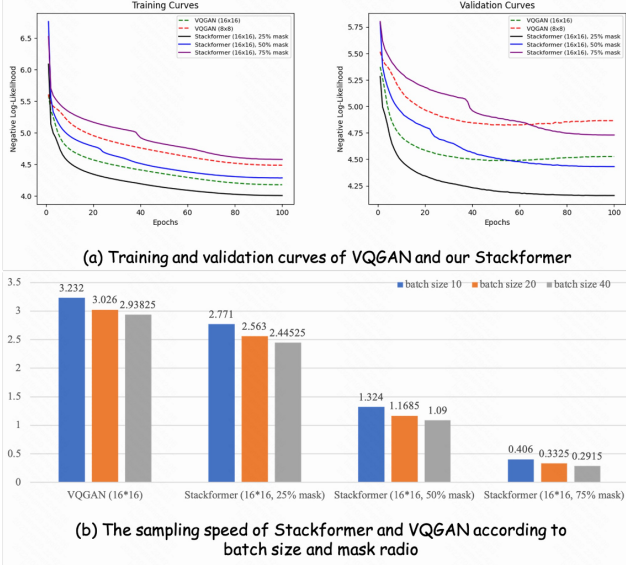 Training Curves
Validation Curves
VQGAN (16x16)
VQGAN (8x8)
Stackformer (16x16), 25% mask
Stackformer (16x16), 50% mask
Stackformer (16x16), 75% mask
Negative Log-Likelihood
6.5
6.0
5.5
5.0
4.5
4.0
0 20 40 60 80 100
Epochs
VQGAN (16x16)
VQGAN (8x8)
Stackformer (16x16), 25% mask
Stackformer (16x16), 50% mask
Stackformer (16x16), 75% mask
Negative Log-Likelihood
5.75
5.50
5.25
5.00
4.75
4.50
4.25
0 20 40 60 80 100
Epochs
(a) Training and validation curves of VQGAN and our Stackformer
batch size 10 batch size 20 batch size 40
3.5
3
2.5
2
1.5
1
0.5
0
3.232 3.026 2.93825
2.771 2.563 2.44525
1.324 1.1685 1.09
0.406 0.3325 0.2915
VQGAN (16*16) Stackformer (16*16, 25% mask) Stackformer (16*16, 50% mask) Stackformer (16*16, 75% mask)
(b) The sampling speed of Stackformer and VQGAN according to
batch size and mask radio